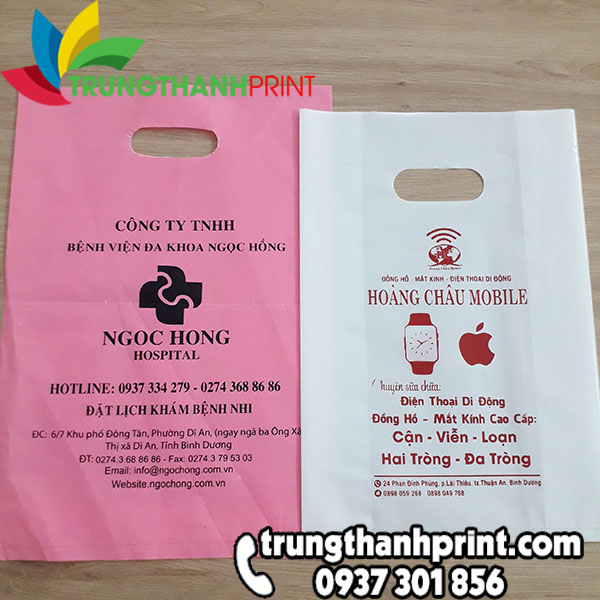 TRUNGTHANHPRINT
CÔNG TY TNHH
BỆNH VIỆN ĐA KHOA NGỌC HỒNG
NGOC HONG
HOSPITAL
HOTLINE: 0937 334 279 - 0274 368 86 86
ĐẶT LỊCH KHÁM BỆNH NHI
ĐC: 6/7 Khu phố Đông Tân, Phường Dĩ An, (ngay ngã ba Ông Xã
Thị xã Dĩ An, Tỉnh Bình Dương
ĐT: 0274.3 68 86 86 - Fax: 0274.3 79 53 03
Email: info@ngochong.com.vn
Website.ngochong.com.vn
Hoàng Châu Mobile
ĐỒNG HỒ - MẮT KÍNH - ĐIỆN THOẠI DI ĐỘNG
HOÀNG CHÂU MOBILE
Chuyên sửa chữa:
Điện Thoại Di Động
Đồng Hồ - Mắt Kính Cao Cấp:
Cận - Viễn - Loạn
Hai Tròng - Đa Tròng
24 Phan Đình Phùng, p.Lái Thiêu, tx.Thuận An, Bình Dương
0898 059 268 0898 049 768
trungthanhprint.com
0937 301 856